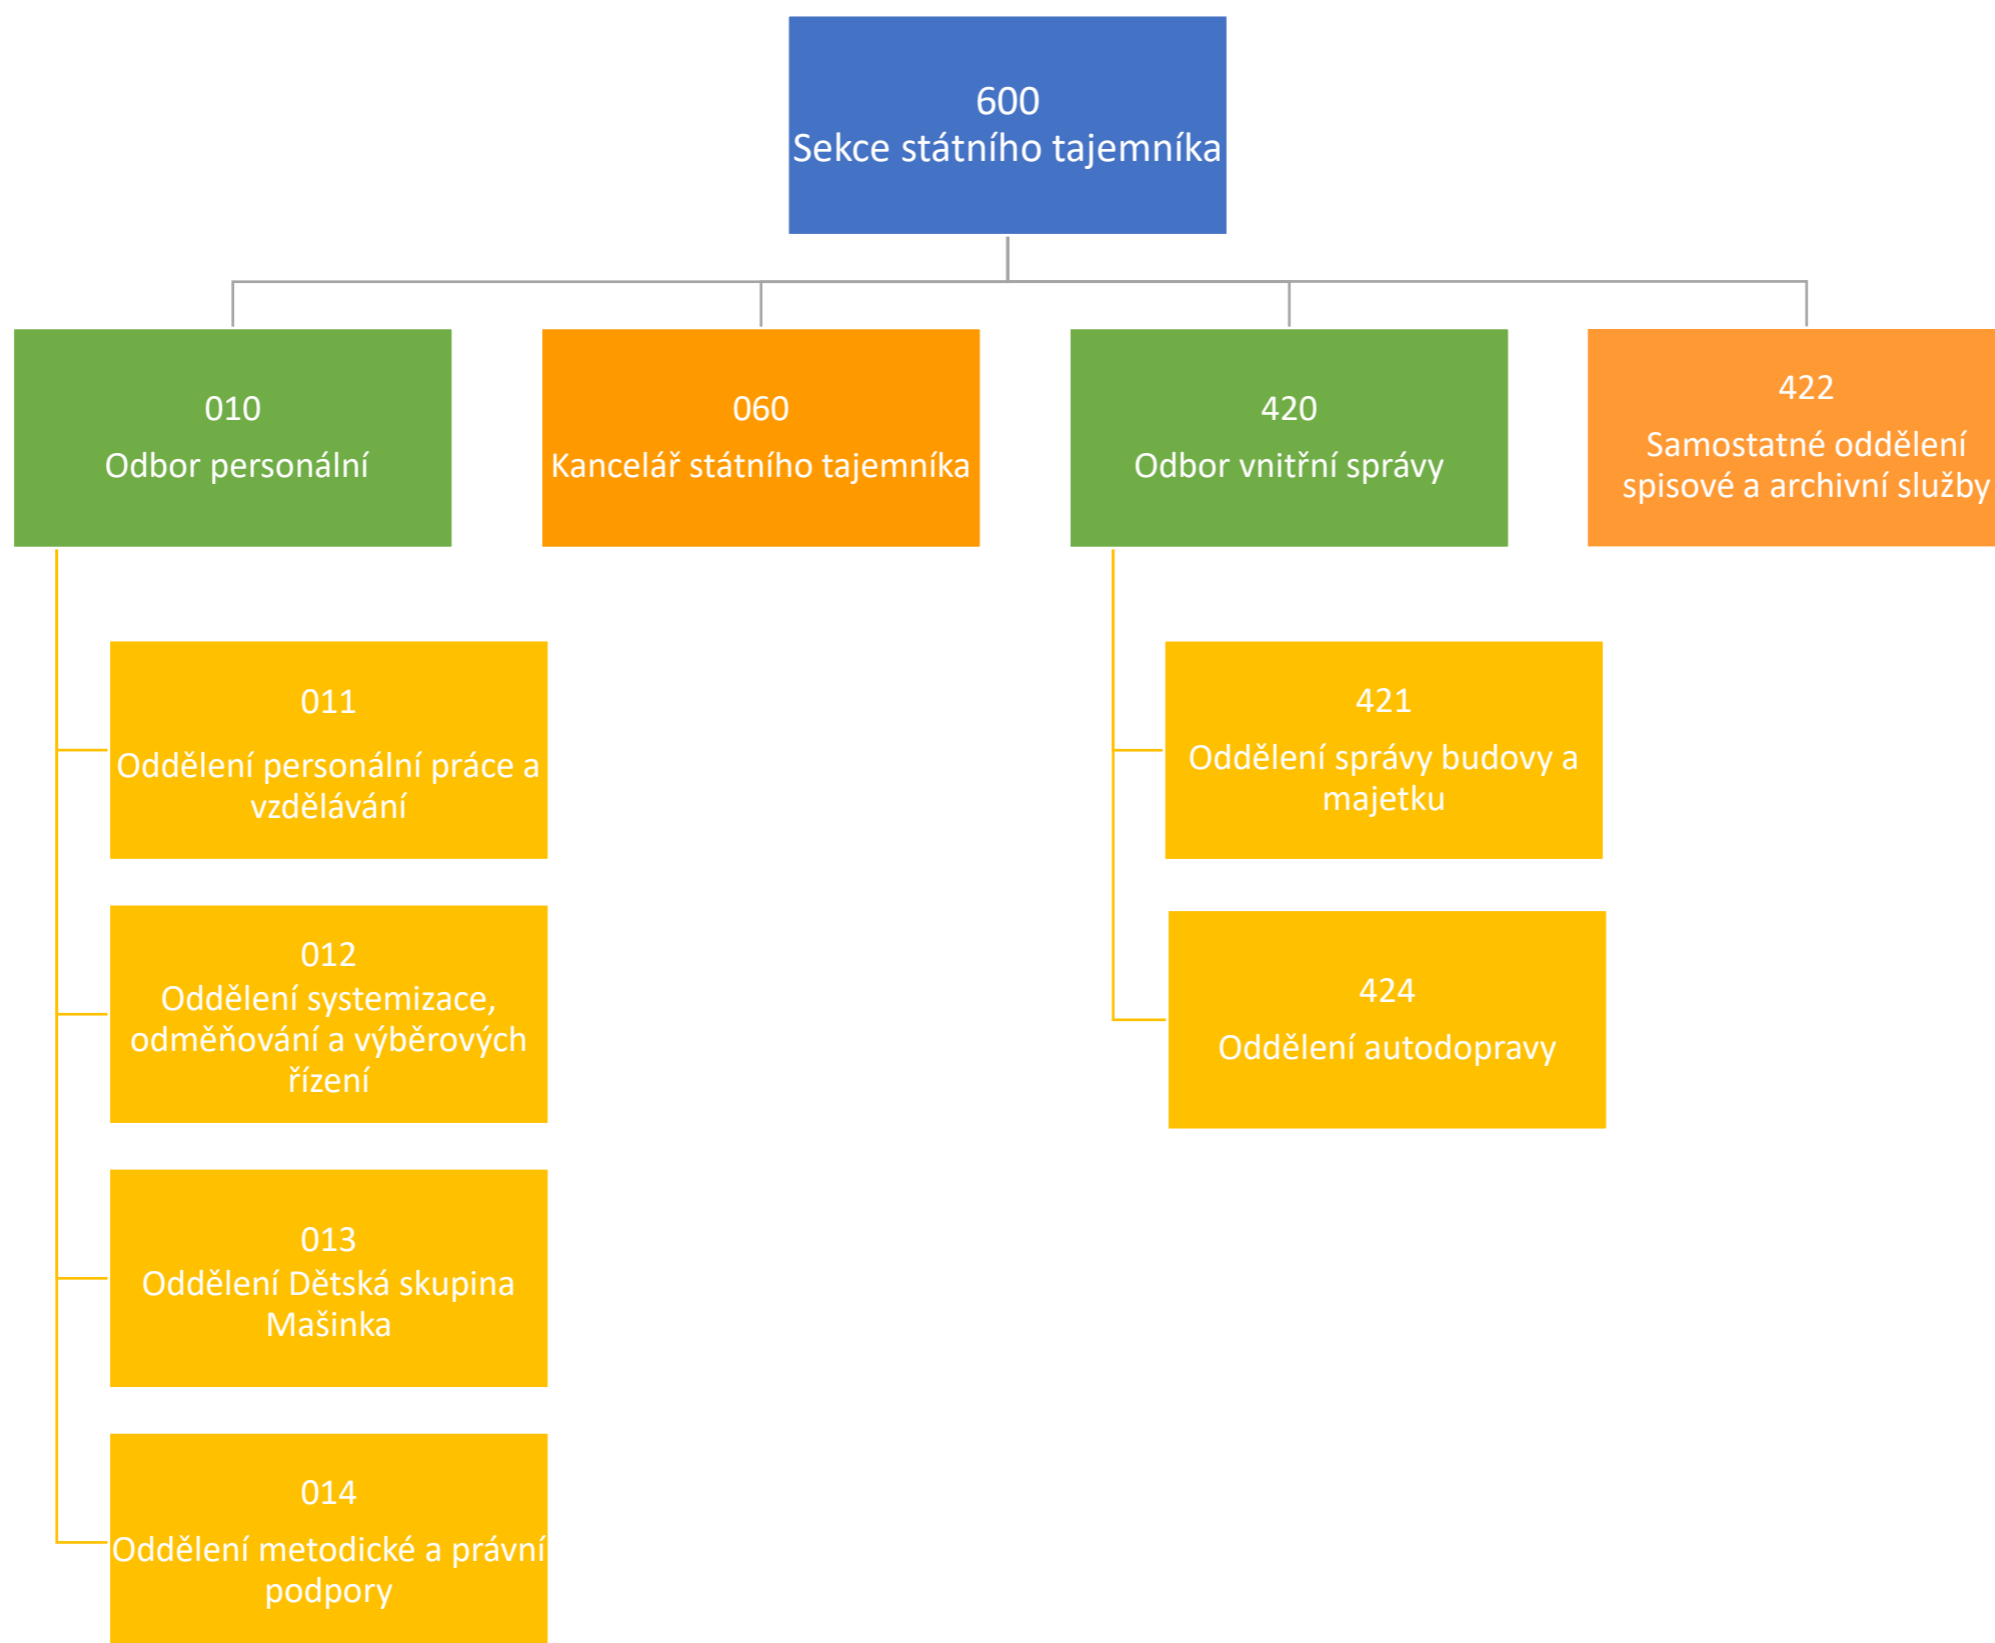 600
Sekce státního tajemníka
010
Odbor personální
060
Kancelář státního tajemníka
420
Odbor vnitřní správy
422
Samostatné oddělení
spisové a archivní služby
011
Oddělení personální práce a
vzdělávání
012
Oddělení systemizace,
odměňování a výběrových
řízení
013
Oddělení Dětská skupina
Mašinka
014
Oddělení metodické a právní
podpory
421
Oddělení správy budovy a
majetku
424
Oddělení autodopravy